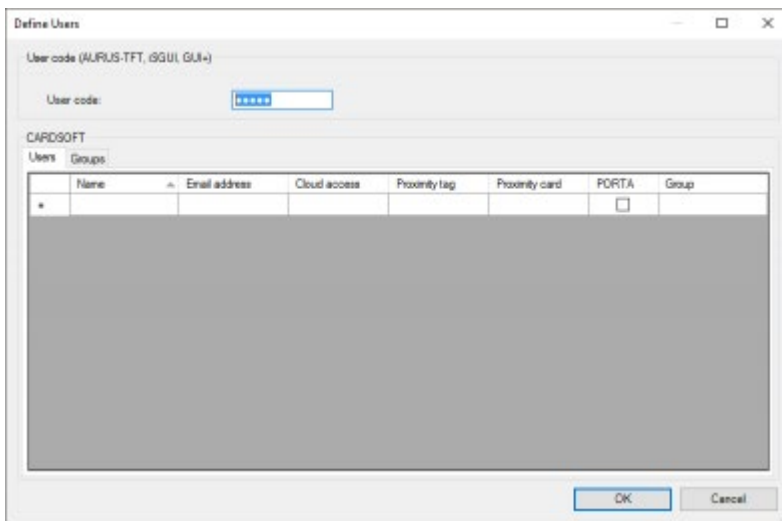 Define Users
User code (AURUS-TFT, iSGUI, GUI+)
User code: *****
CARDSOFT
Users Groups
Name Email address Cloud access Proximity tag Proximity card PORTA Group
*
OK Cancel